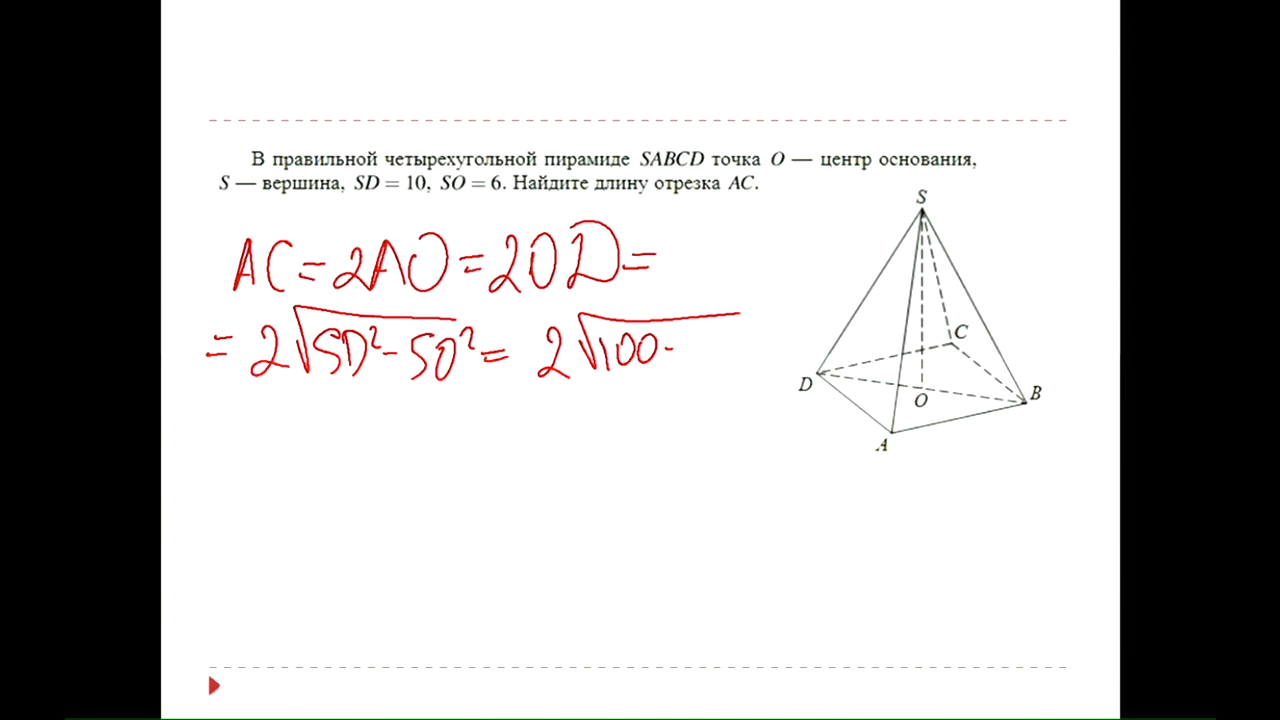 В правильной четырехугольной пирамиде SABCD точка O — центр основания,
S — вершина, SD = 10, SO = 6. Найдите длину отрезка AC.
AC = 2AO = 2OD =
= 2√SD² - SO² = 2√100 -
S
C
D
O
B
A